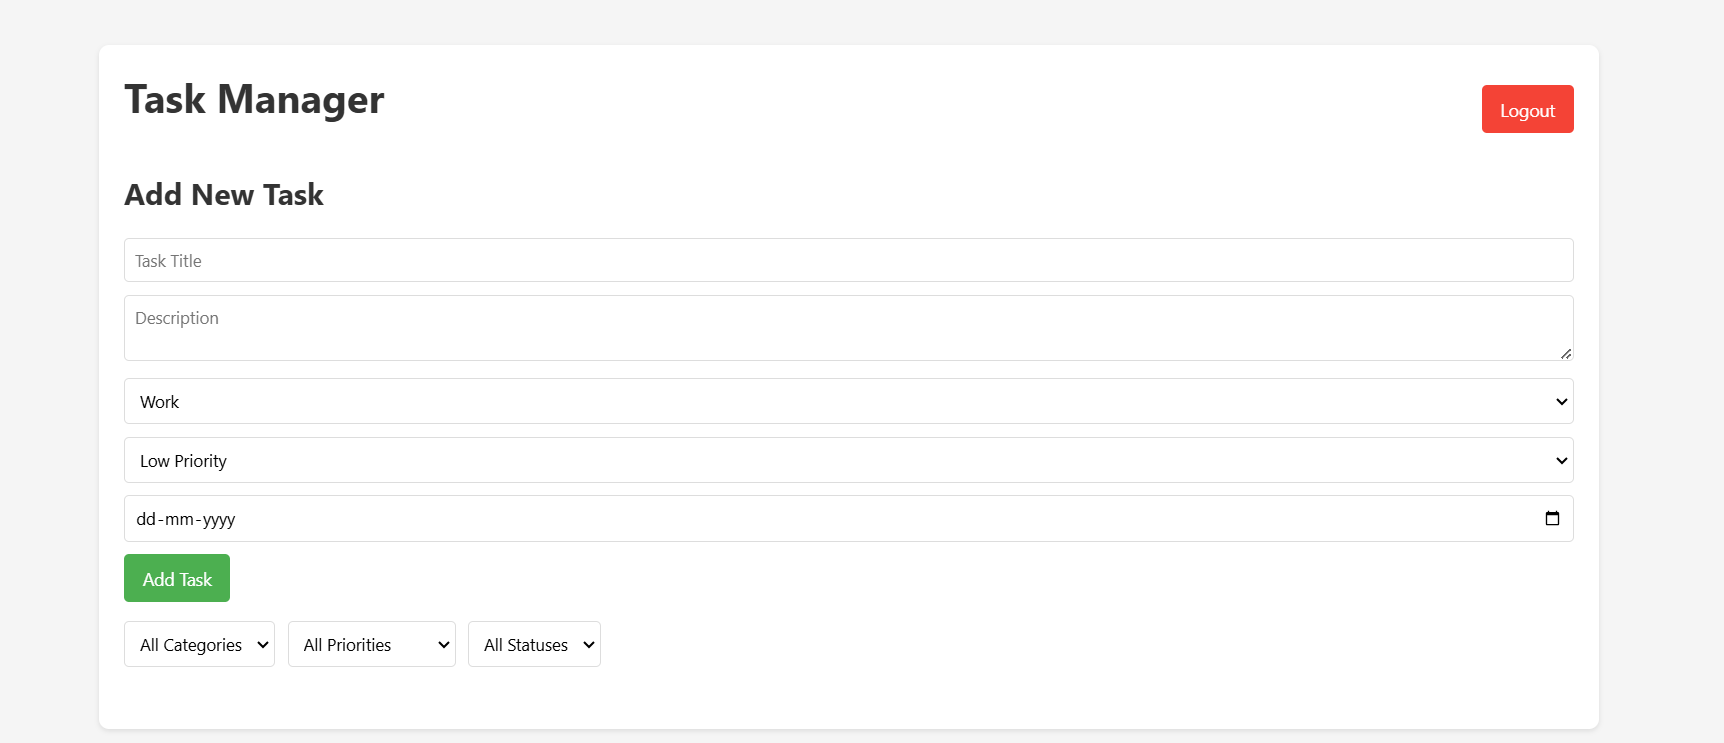 Task Manager
Logout
Add New Task
Task Title
Description
Work
Low Priority
dd-mm-yyyy
Add Task
All Categories All Priorities All Statuses